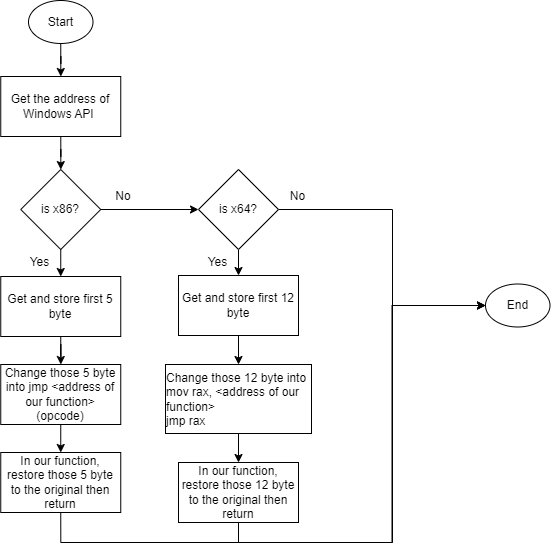 Start
Get the address of
Windows API
is x86?
No
is x64?
No
Yes
Yes
Get and store first 5
byte
Get and store first 12
byte
End
Change those 5 byte
into jmp <address of
our function>
(opcode)
Change those 12 byte into
mov rax, <address of our
function>
jmp rax
In our function,
restore those 5 byte
to the original then
return
In our function,
restore those 12 byte
to the original then
return